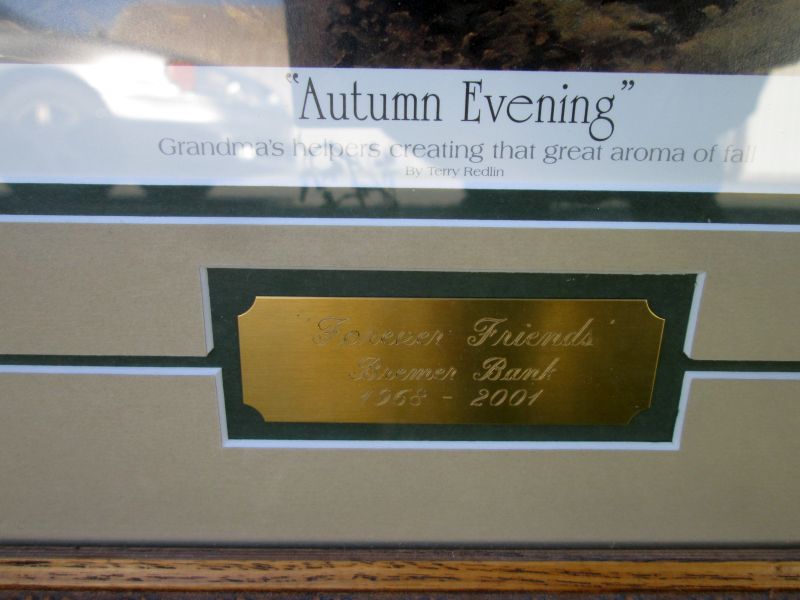 "Autumn Evening"
Grandma's helpers creating that great aroma of fall
By Terry Redlin
"Forever Friends"
Bremer Bank
1968 - 2001